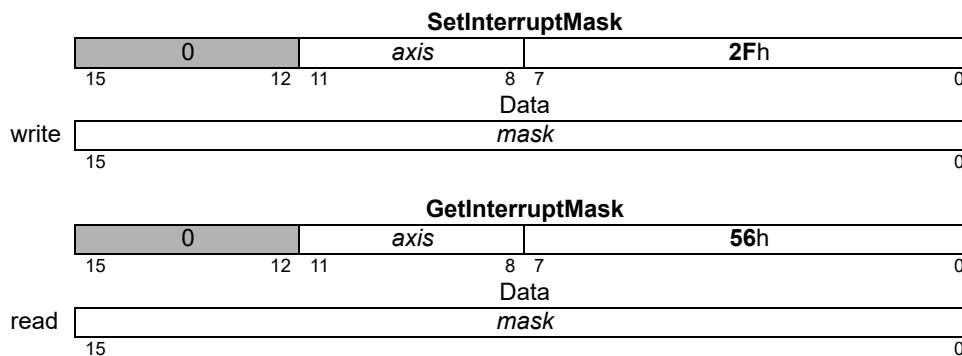 SetInterruptMask
0 axis 2Fh
15 12 11 8 7 0
Data
write mask
15 0
GetInterruptMask
0 axis 56h
15 12 11 8 7 0
Data
read mask
15 0